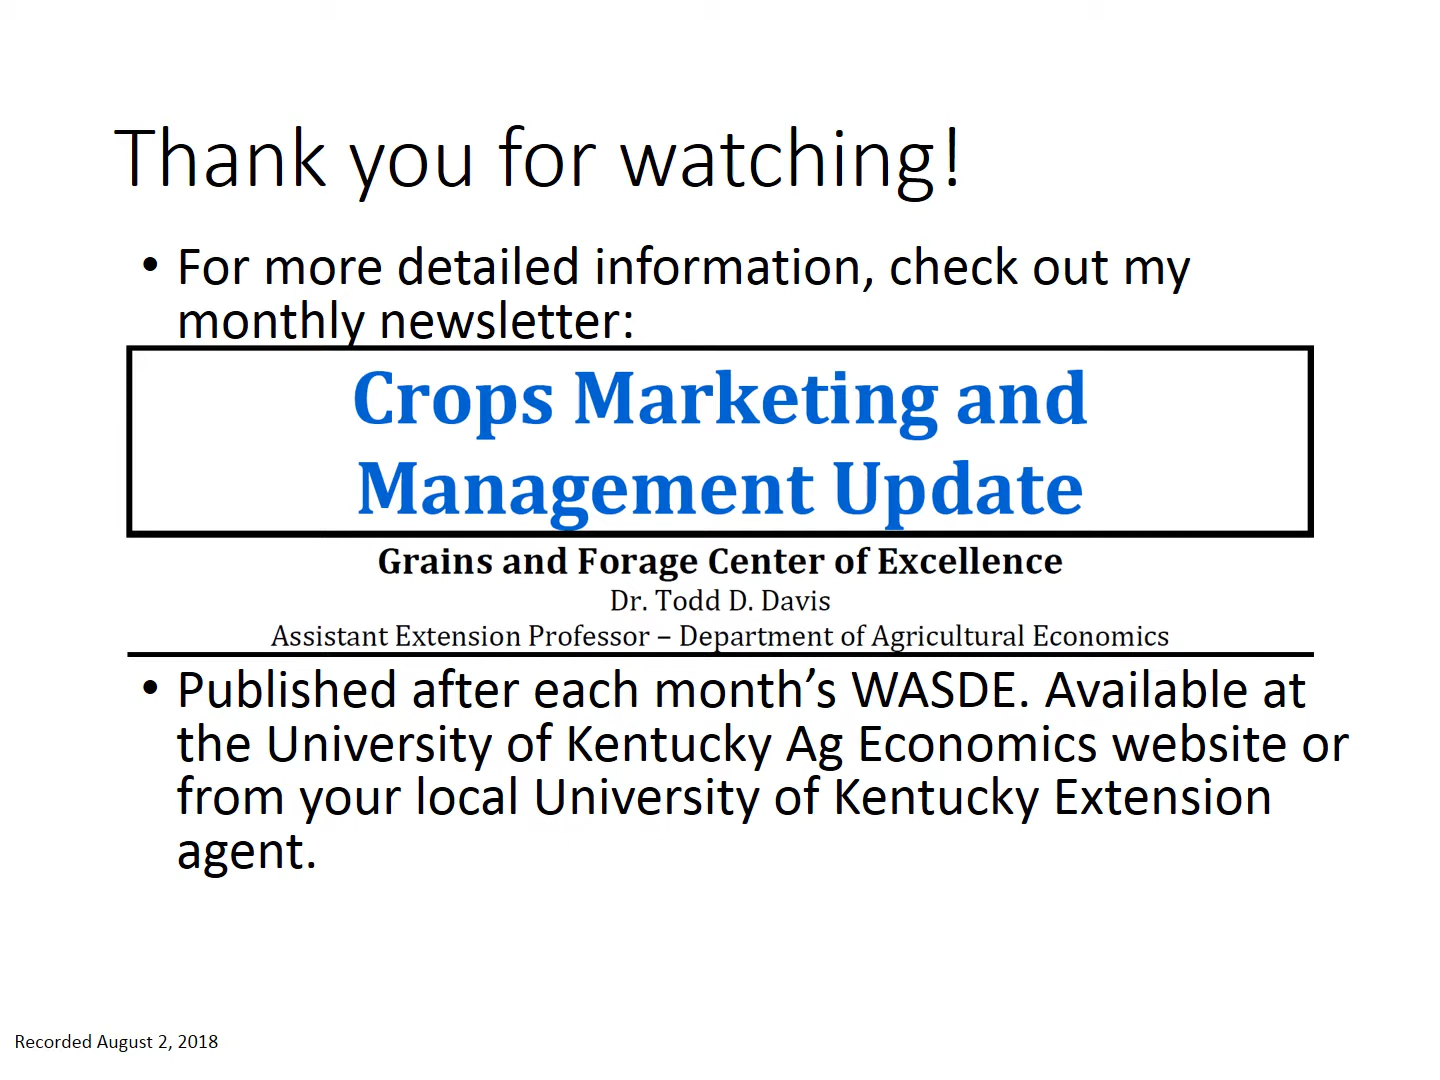 Thank you for watching!
• For more detailed information, check out my
monthly newsletter:
Crops Marketing and
Management Update
Grains and Forage Center of Excellence
Dr. Todd D. Davis
Assistant Extension Professor – Department of Agricultural Economics
• Published after each month’s WASDE. Available at
the University of Kentucky Ag Economics website or
from your local University of Kentucky Extension
agent.
Recorded August 2, 2018